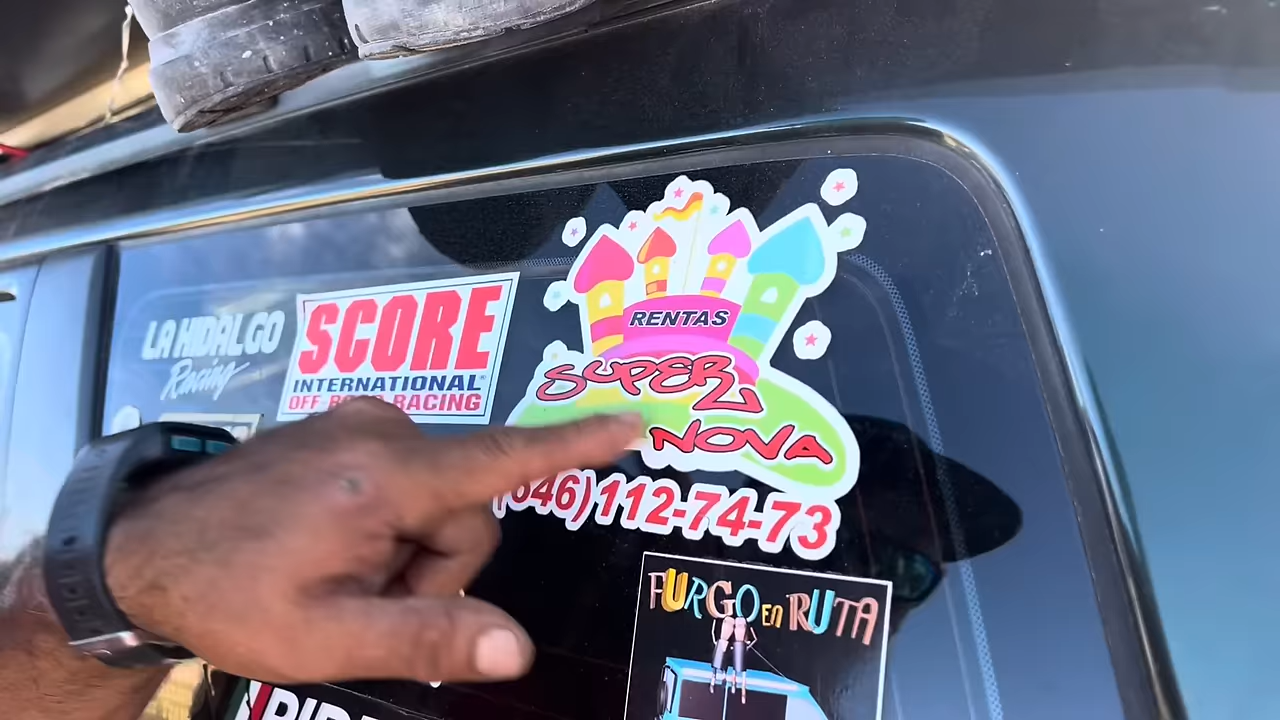 LA HIDALGO
Racing
SCORE
INTERNATIONAL
OFF ROAD RACING
RENTAS
SUPER
NOVA
(646)112-74-73
FURGO EN RUTA